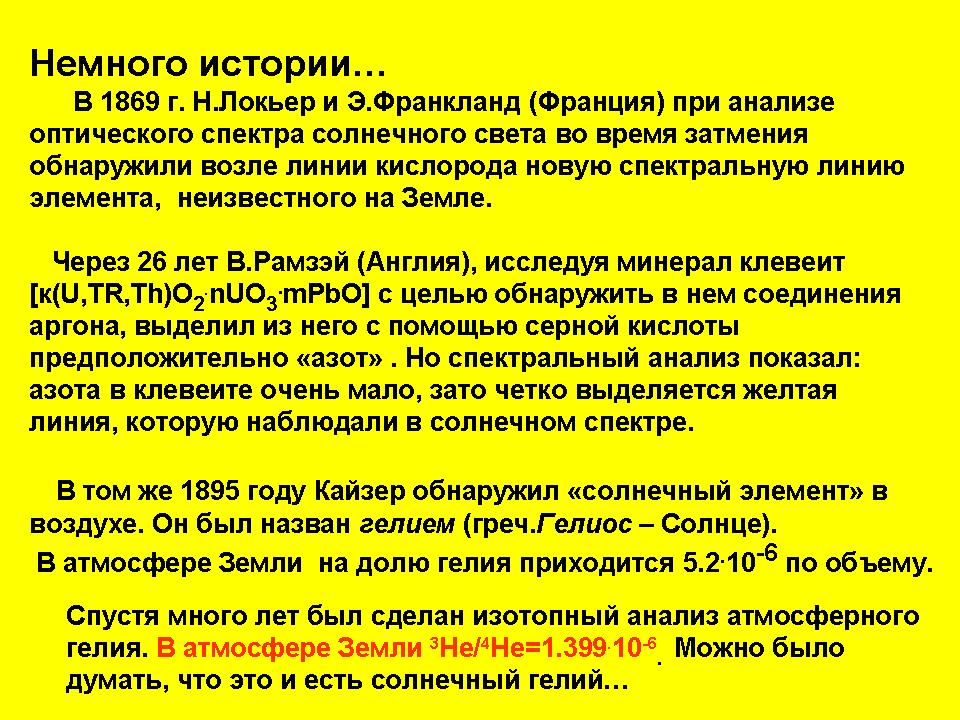 Немного истории…
В 1869 г. Н.Локьер и Э.Франкланд (Франция) при анализе
оптического спектра солнечного света во время затмения
обнаружили возле линии кислорода новую спектральную линию
элемента, неизвестного на Земле.
Через 26 лет В.Рамзэй (Англия), исследуя минерал клевеит
[к(U,TR,Th)O₂·nUO₃·mPbO] с целью обнаружить в нем соединения
аргона, выделил из него с помощью серной кислоты
предположительно «азот» . Но спектральный анализ показал:
азота в клевеите очень мало, зато четко выделяется желтая
линия, которую наблюдали в солнечном спектре.
В том же 1895 году Кайзер обнаружил «солнечный элемент» в
воздухе. Он был назван гелием (греч.Гелиос – Солнце).
В атмосфере Земли на долю гелия приходится 5.2·10⁻⁶ по объему.
Спустя много лет был сделан изотопный анализ атмосферного
гелия. В атмосфере Земли ³He/⁴He=1.399·10⁻⁶. Можно было
думать, что это и есть солнечный гелий…